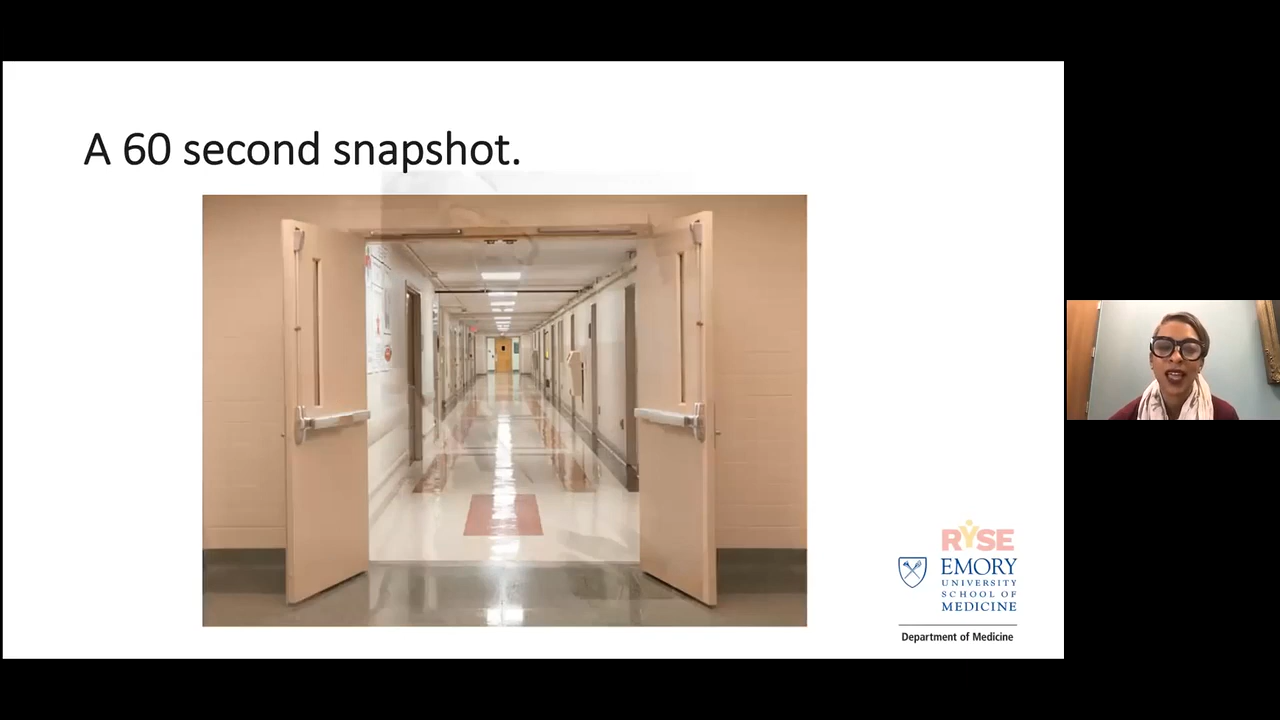 A 60 second snapshot.
RYSE
EMORY
UNIVERSITY
SCHOOL OF
MEDICINE
Department of Medicine